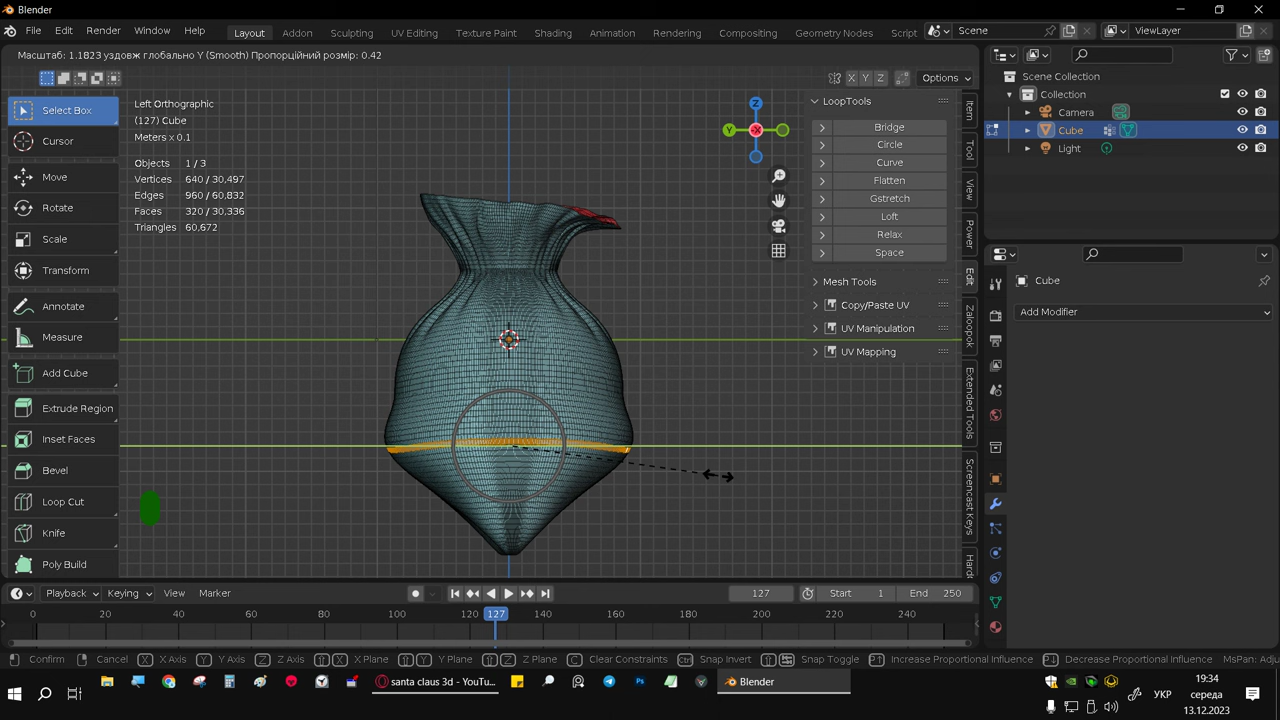 Blender
File Edit Render Window Help
Layout Addon Sculpting UV Editing Texture Paint Shading Animation Rendering Compositing Geometry Nodes Script
Scene ViewLayer
Масштаб: 1.1823 уздовж глобально Y (Smooth) Пропорційний розмір: 0.42
X Y Z Options
Select Box
Cursor
Move
Rotate
Scale
Transform
Annotate
Measure
Add Cube
Extrude Region
Inset Faces
Bevel
Loop Cut
Knife
Poly Build
Left Orthographic
(127) Cube
Meters x 0.1
Objects 1 / 3
Vertices 640 / 30,497
Edges 960 / 60,832
Faces 320 / 30,336
Triangles 60,672
Z
Y
-X
LoopTools
Bridge
Circle
Curve
Flatten
Gstretch
Loft
Relax
Space
Mesh Tools
Copy/Paste UV
UV Manipulation
UV Mapping
Item
Tool
View
Power
Edit
Zaloopok
Extended Tools
Screencast Keys
Scene Collection
Collection
Camera
Cube
Light
Cube
Add Modifier
Playback Keying View Marker 127 Start 1 End 250
0 20 40 60 80 100 127 140 160 180 200 220 240
Confirm Cancel X X Axis Y Y Axis Z Z Axis X X Plane Y Y Plane Z Z Plane C Clear Constraints Ctrl Snap Invert Snap Toggle Increase Proportional Influence Decrease Proportional Influence MsPan: Adju
santa claus 3d - YouTu...
Ps
Blender
УКР
19:34
середа
13.12.2023